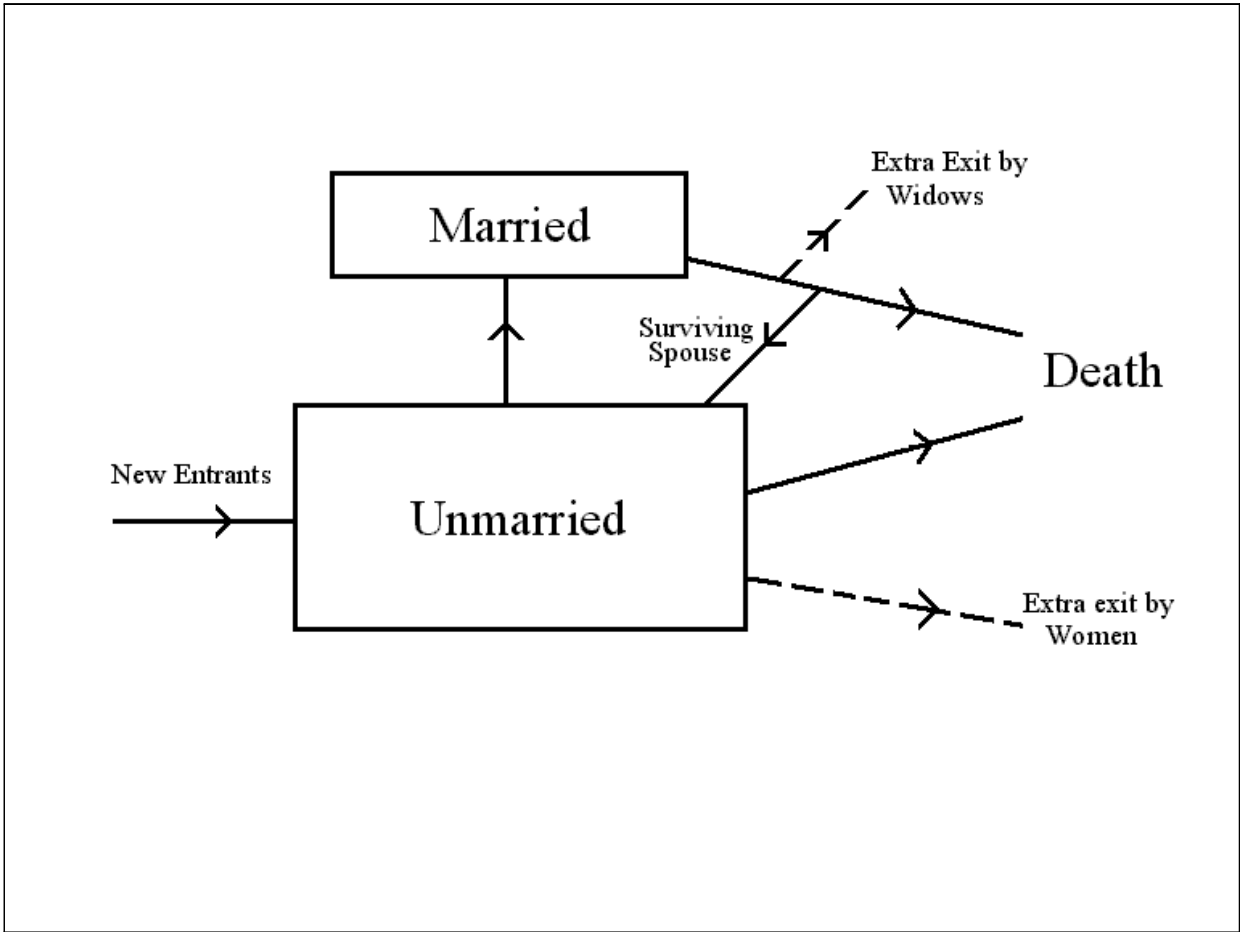 Extra Exit by
Widows
Married
Surviving
Spouse
Death
New Entrants
Unmarried
Extra exit by
Women